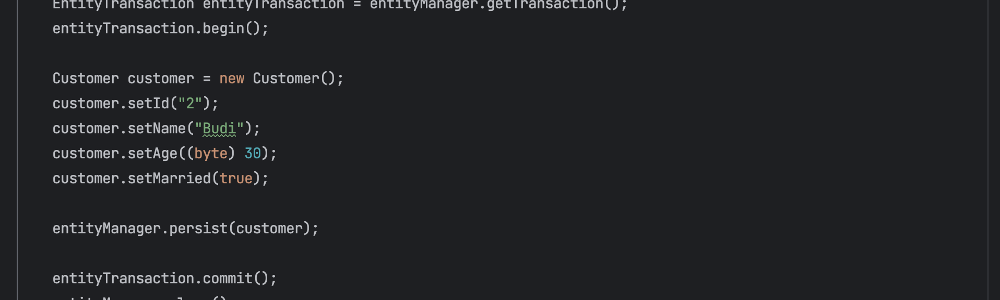 EntityTransaction entityTransaction = entityManager.getTransaction();
entityTransaction.begin();
Customer customer = new Customer();
customer.setId("2");
customer.setName("Budi");
customer.setAge((byte) 30);
customer.setMarried(true);
entityManager.persist(customer);
entityTransaction.commit();